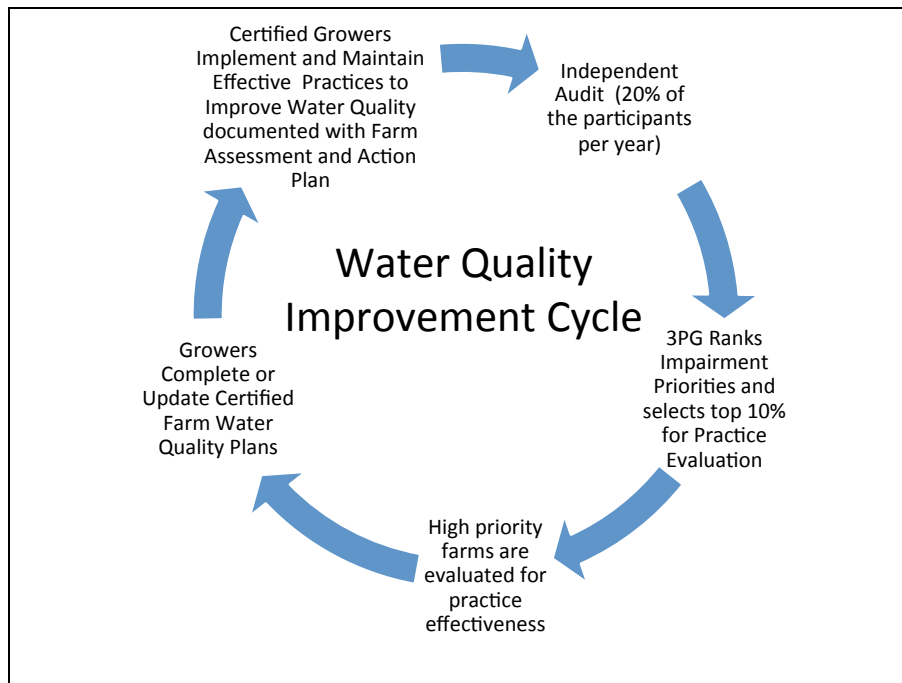 Certified Growers
Implement and Maintain
Effective Practices to
Improve Water Quality
documented with Farm
Assessment and Action
Plan
Independent
Audit (20% of
the participants
per year)
Water Quality
Improvement Cycle
3PG Ranks
Impairment
Priorities and
selects top 10%
for Practice
Evaluation
High priority
farms are
evaluated for
practice
effectiveness
Growers
Complete or
Update Certified
Farm Water
Quality Plans